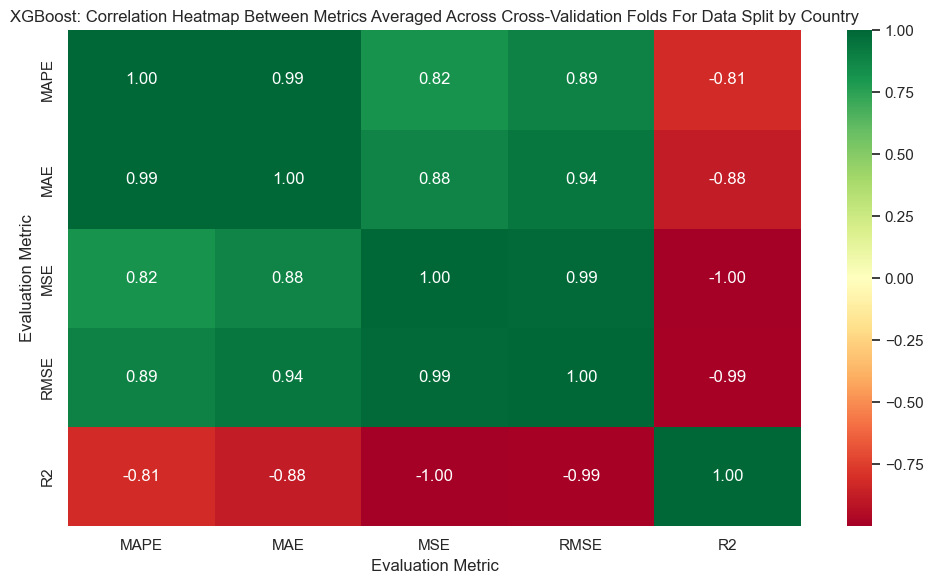 XGBoost: Correlation Heatmap Between Metrics Averaged Across Cross-Validation Folds For Data Split by Country
Evaluation Metric
MAPE
1.00 0.99 0.82 0.89 -0.81
MAE
0.99 1.00 0.88 0.94 -0.88
MSE
0.82 0.88 1.00 0.99 -1.00
RMSE
0.89 0.94 0.99 1.00 -0.99
R2
-0.81 -0.88 -1.00 -0.99 1.00
MAPE MAE MSE RMSE R2
Evaluation Metric
1.00
0.75
0.50
0.25
0.00
−0.25
−0.50
−0.75